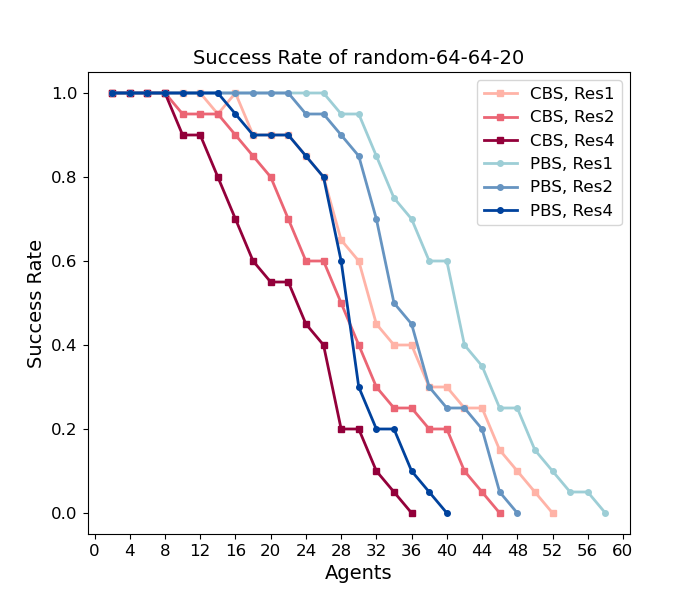 Success Rate of random-64-64-20
1.0
0.8
0.6
0.4
0.2
0.0
Success Rate
CBS, Res1
CBS, Res2
CBS, Res4
PBS, Res1
PBS, Res2
PBS, Res4
0 4 8 12 16 20 24 28 32 36 40 44 48 52 56 60
Agents